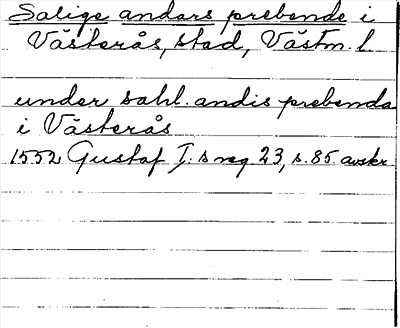 Salige andars prebende i
Västerås, stad, Västm. l
under sahl. andis prebenda
i Västerås
1552 Gustaf I:s reg 23, s. 85 avskr